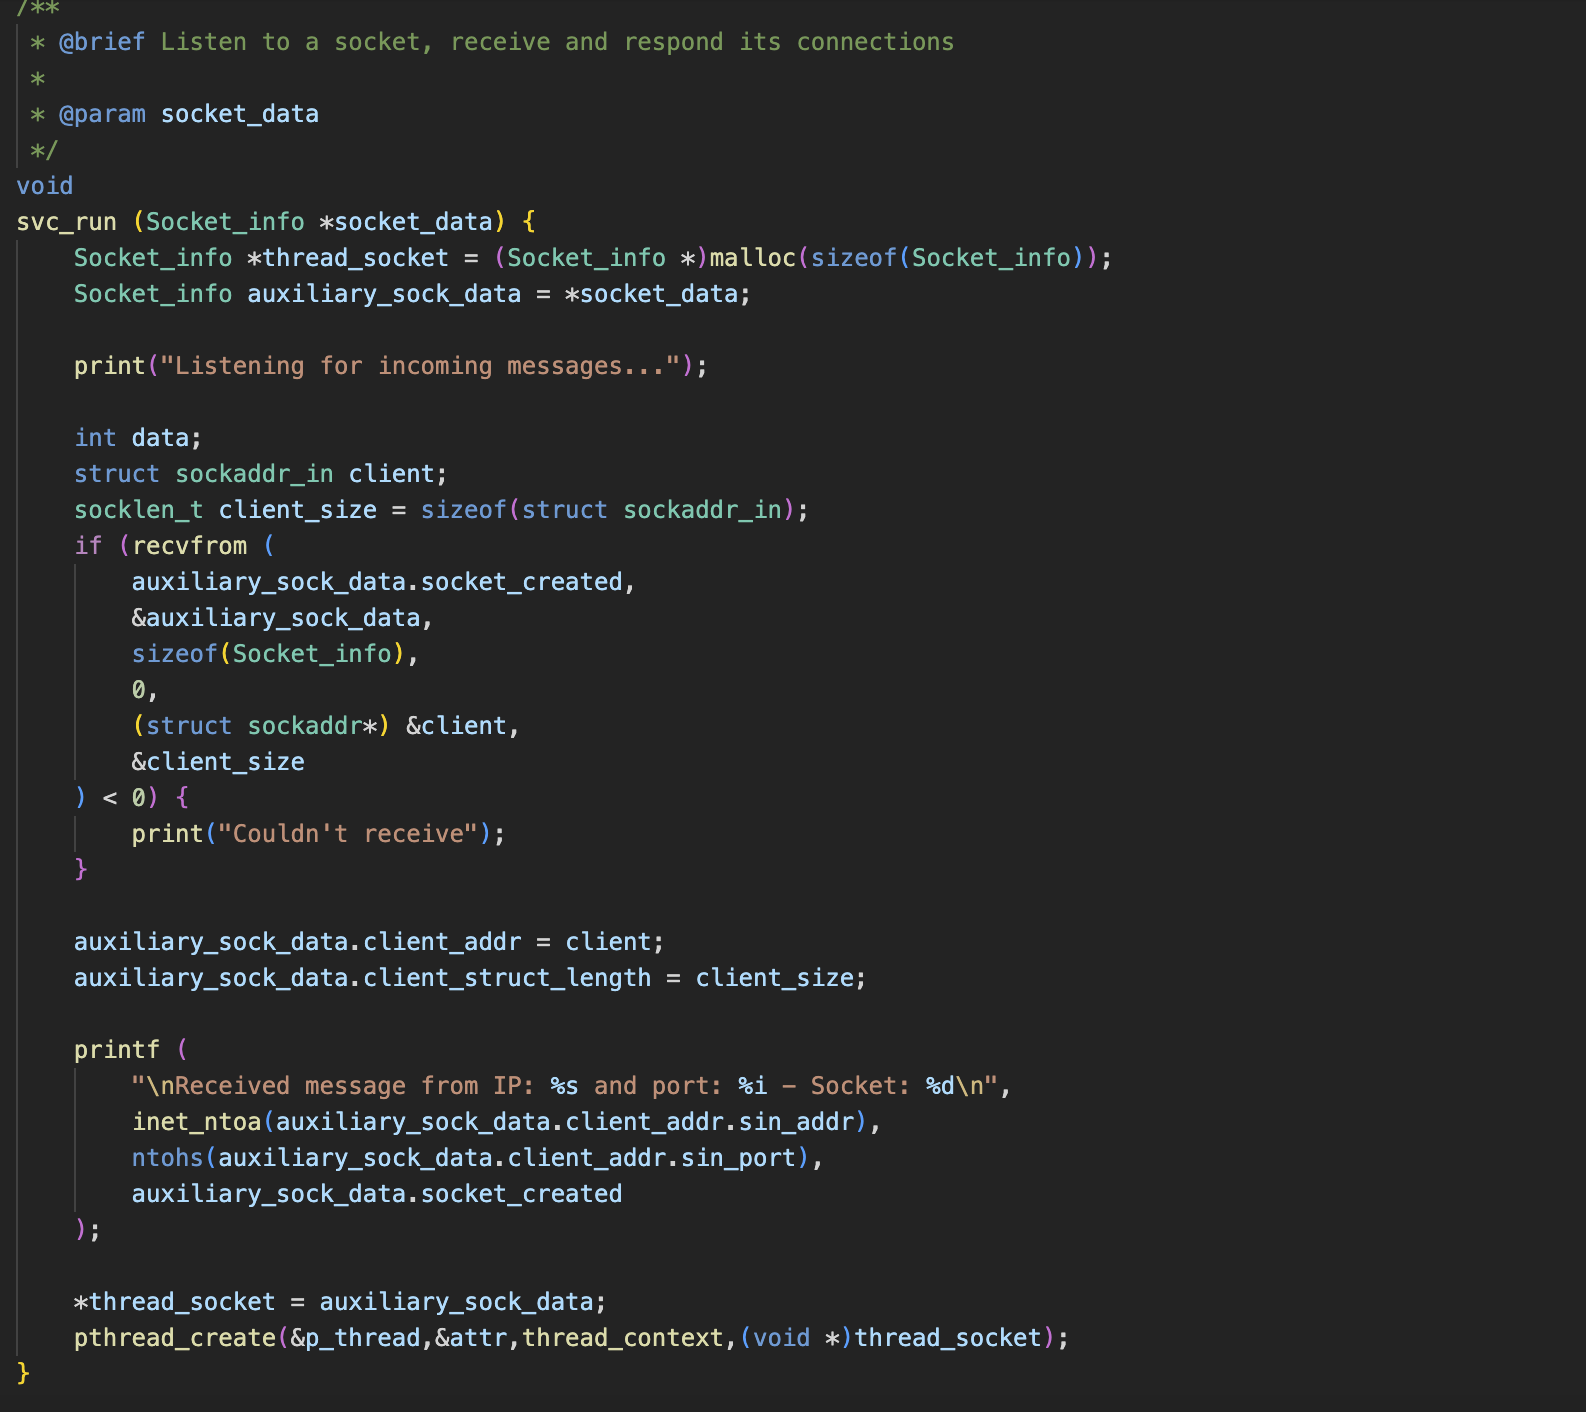 /**
 * @brief Listen to a socket, receive and respond its connections
 *
 * @param socket_data
 */
void
svc_run (Socket_info *socket_data) {
    Socket_info *thread_socket = (Socket_info *)malloc(sizeof(Socket_info));
    Socket_info auxiliary_sock_data = *socket_data;

    print("Listening for incoming messages...");

    int data;
    struct sockaddr_in client;
    socklen_t client_size = sizeof(struct sockaddr_in);
    if (recvfrom (
        auxiliary_sock_data.socket_created,
        &auxiliary_sock_data,
        sizeof(Socket_info),
        0,
        (struct sockaddr*) &client,
        &client_size
    ) < 0) {
        print("Couldn't receive");
    }

    auxiliary_sock_data.client_addr = client;
    auxiliary_sock_data.client_struct_length = client_size;

    printf (
        "\nReceived message from IP: %s and port: %i - Socket: %d\n",
        inet_ntoa(auxiliary_sock_data.client_addr.sin_addr),
        ntohs(auxiliary_sock_data.client_addr.sin_port),
        auxiliary_sock_data.socket_created
    );

    *thread_socket = auxiliary_sock_data;
    pthread_create(&p_thread,&attr,thread_context,(void *)thread_socket);
}